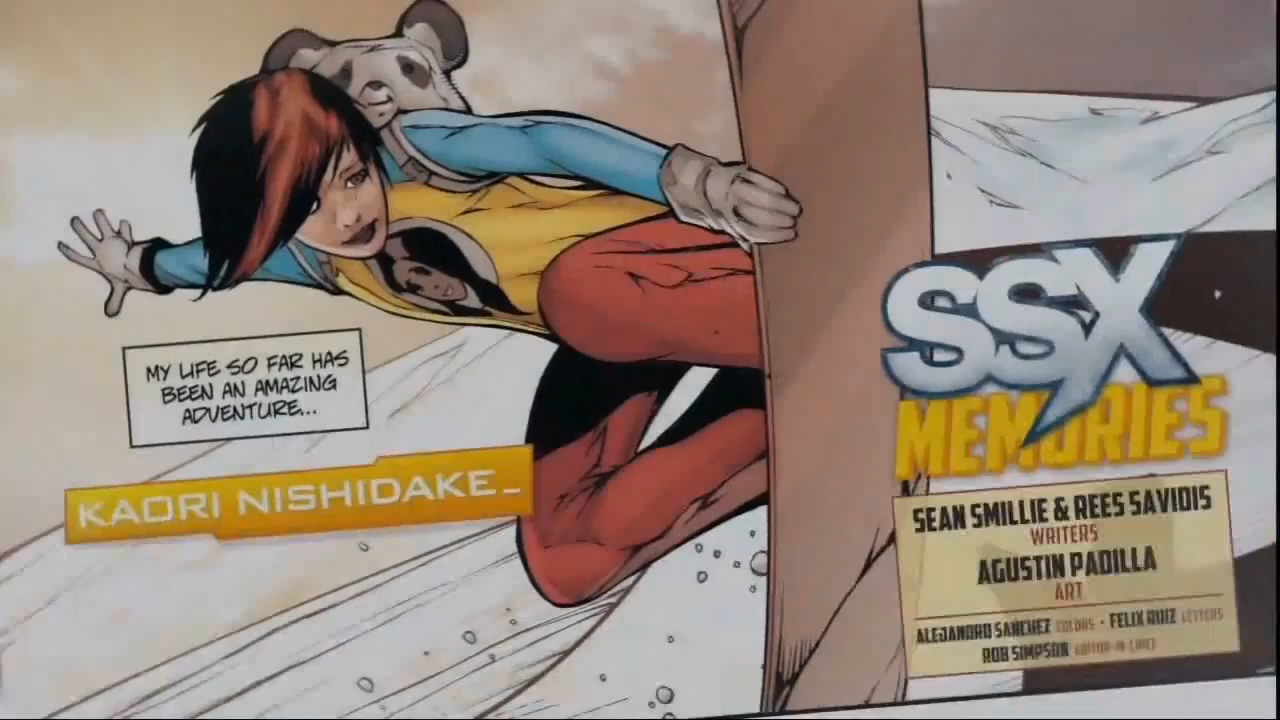 MY LIFE SO FAR HAS
BEEN AN AMAZING
ADVENTURE...
KAORI NISHIDAKE_
SSX
MEMORIES
SEAN SMILLIE & REES SAVIDIS
WRITERS
AGUSTIN PADILLA
ART
ALEJANDRO SANCHEZ COLORS • FELIX RUIZ LETTERS
ROB SIMPSON EDITOR-IN-CHIEF